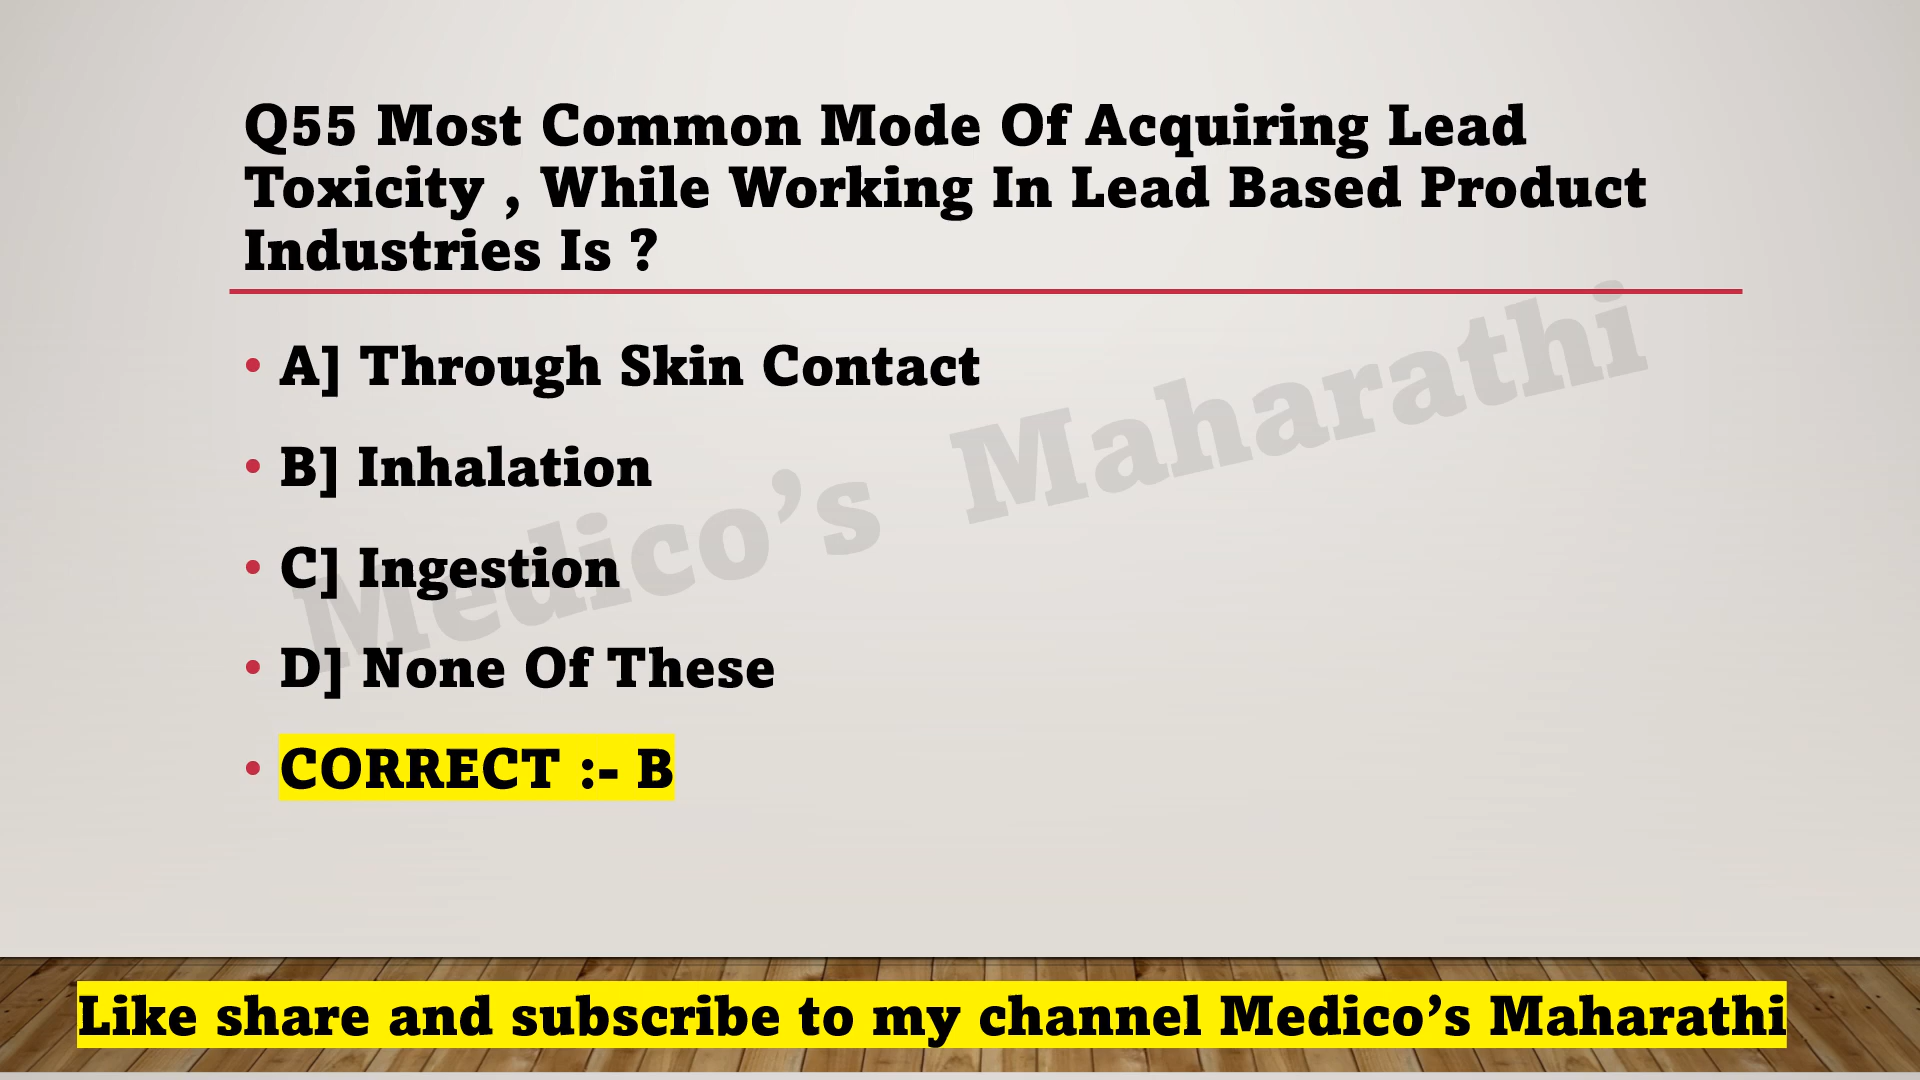 Q55 Most Common Mode Of Acquiring Lead
Toxicity , While Working In Lead Based Product
Industries Is ?
• A] Through Skin Contact
• B] Inhalation
• C] Ingestion
• D] None Of These
• CORRECT :- B
Medico’s Maharathi
Like share and subscribe to my channel Medico’s Maharathi